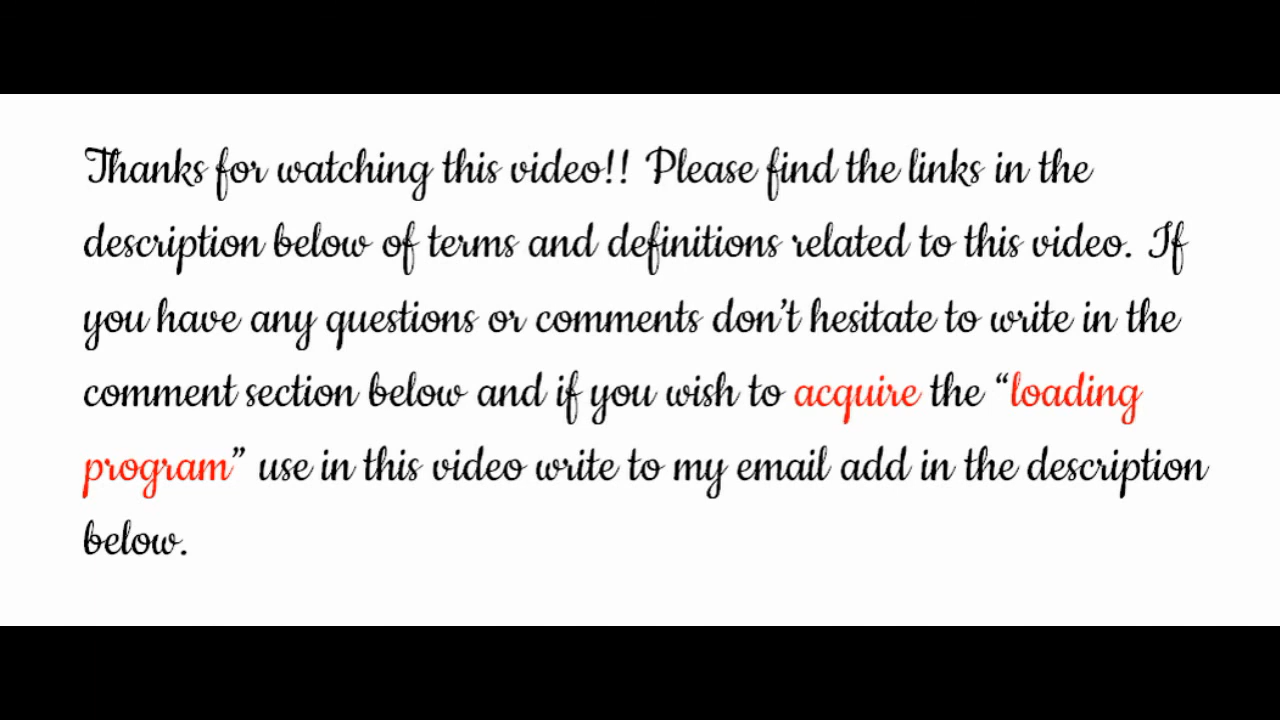 Thanks for watching this video!! Please find the links in the
description below of terms and definitions related to this video. If
you have any questions or comments don't hesitate to write in the
comment section below and if you wish to acquire the “loading
program” use in this video write to my email add in the description
below.